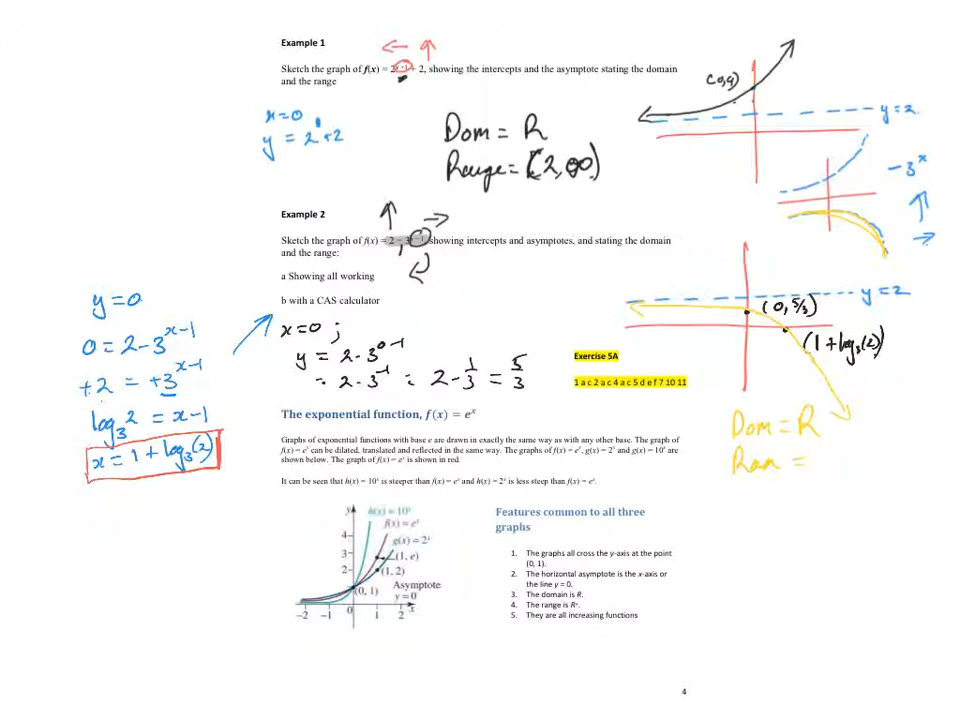 Example 1
Sketch the graph of f(x) = 2 + 2, showing the intercepts and the asymptote stating the domain
and the range
x=0
y = 2 +2
Dom = R
Range = (2, ∞)
(0,4)
y = 2
-3^x
Example 2
Sketch the graph of f(x) = 2 − 3 showing intercepts and asymptotes, and stating the domain
and the range:
a Showing all working
b with a CAS calculator
y=0
0=2-3^{x-1}
+2 = +3^{x-1}
log₃2 = x-1
x = 1 + log₃(2)
x=0 ;
y = 2-3^{0-1}
= 2-3^{-1} = 2-1/3 = 5/3
y = 2
(0, 5/3)
(1+log₃(2))
Dom = R
Ran =
Exercise 5A
1 a c 2 a c 4 a c 5 d e f 7 10 11
The exponential function, f(x) = e^x
Graphs of exponential functions with base e are drawn in exactly the same way as with any other base. The graph of
f(x) = e^x can be dilated, translated and reflected in the same way. The graphs of f(x) = e^x, g(x) = 2^x and g(x) = 10^x are
shown below. The graph of f(x) = e^x is shown in red.
It can be seen that h(x) = 10^x is steeper than f(x) = e^x and h(x) = 2^x is less steep than f(x) = e^x.
y
h(x) = 10^x
f(x) = e^x
g(x) = 2^x
4
3
2
(1, e)
(1, 2)
(0, 1)
Asymptote
y = 0
-2 -1 0 1 2 x
Features common to all three
graphs
1. The graphs all cross the y-axis at the point
(0, 1).
2. The horizontal asymptote is the x-axis or
the line y = 0.
3. The domain is R.
4. The range is R⁺.
5. They are all increasing functions
4